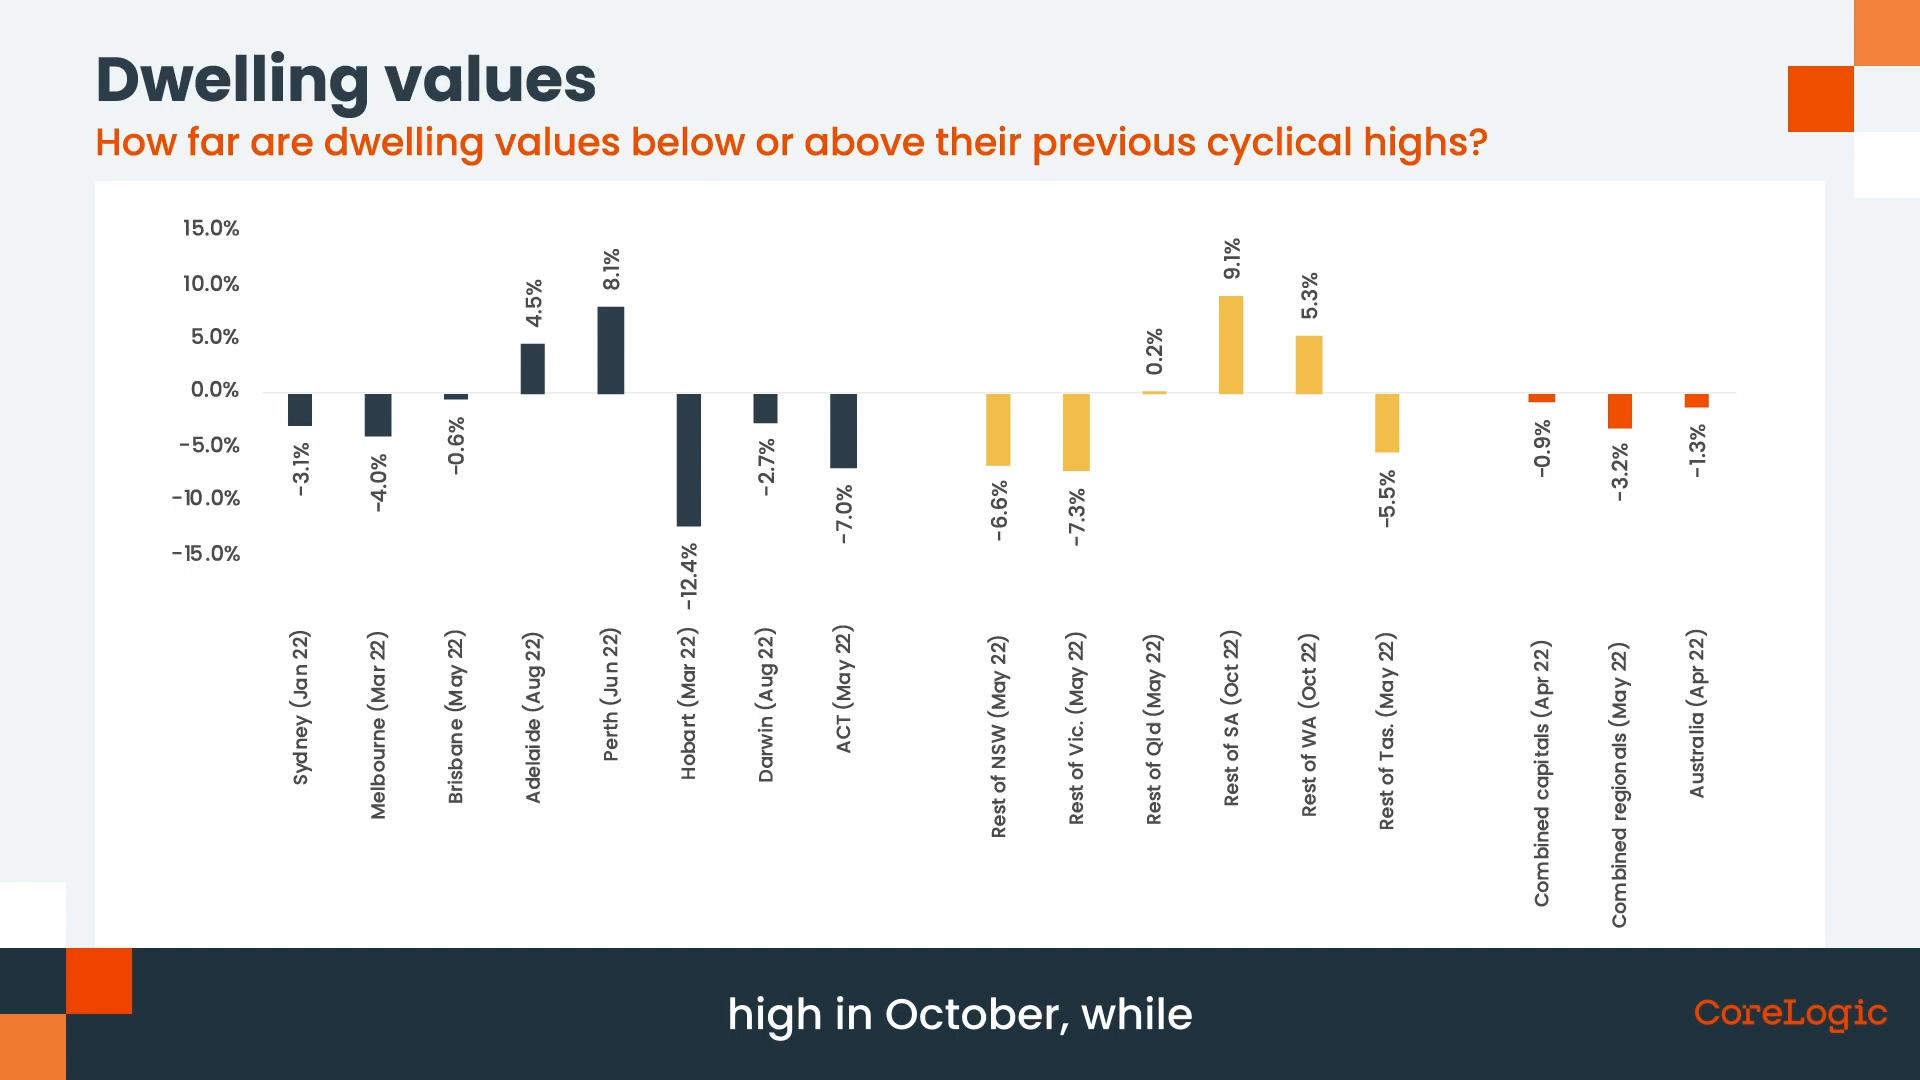 Dwelling values
How far are dwelling values below or above their previous cyclical highs?
15.0%
10.0%
5.0%
0.0%
-5.0%
-10.0%
-15.0%
-3.1%
-4.0%
-0.6%
4.5%
8.1%
-12.4%
-2.7%
-7.0%
-6.6%
-7.3%
0.2%
9.1%
5.3%
-5.5%
-0.9%
-3.2%
-1.3%
Sydney (Jan 22)
Melbourne (Mar 22)
Brisbane (May 22)
Adelaide (Aug 22)
Perth (Jun 22)
Hobart (Mar 22)
Darwin (Aug 22)
ACT (May 22)
Rest of NSW (May 22)
Rest of Vic. (May 22)
Rest of Qld (May 22)
Rest of SA (Oct 22)
Rest of WA (Oct 22)
Rest of Tas. (May 22)
Combined capitals (Apr 22)
Combined regionals (May 22)
Australia (Apr 22)
high in October, while
CoreLogic